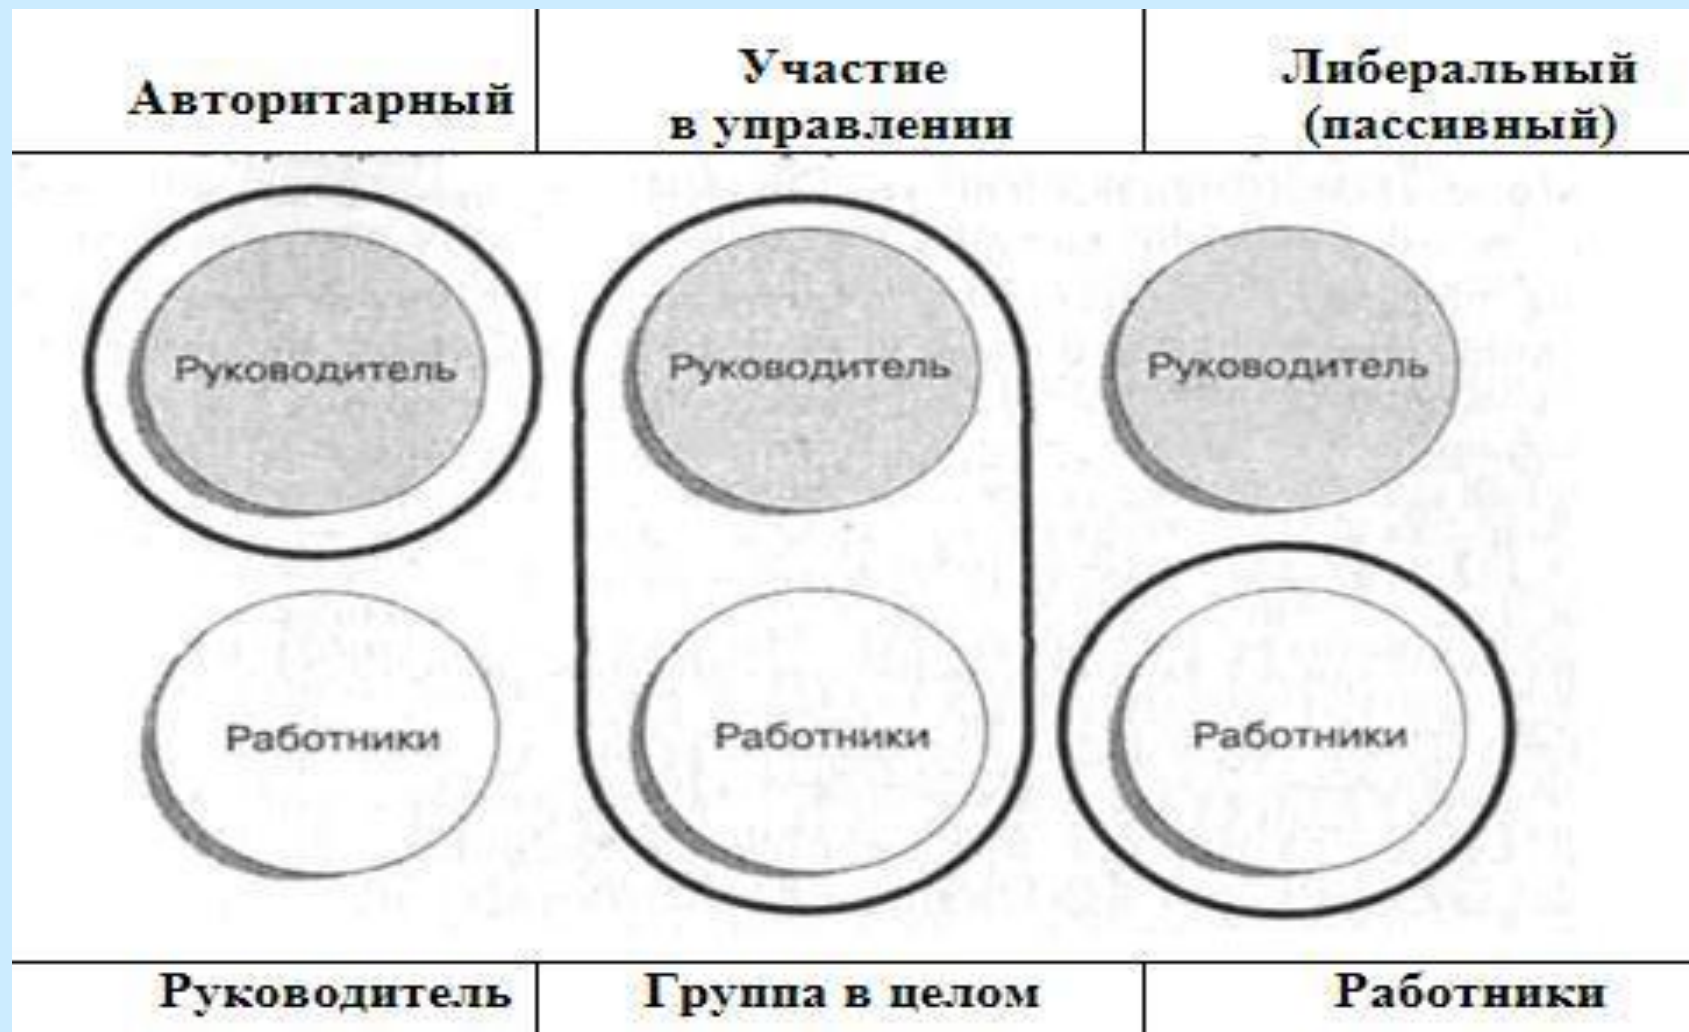 Авторитарный
Участие
в управлении
Либеральный
(пассивный)
Руководитель
Руководитель
Руководитель
Работники
Работники
Работники
Руководитель
Группа в целом
Работники